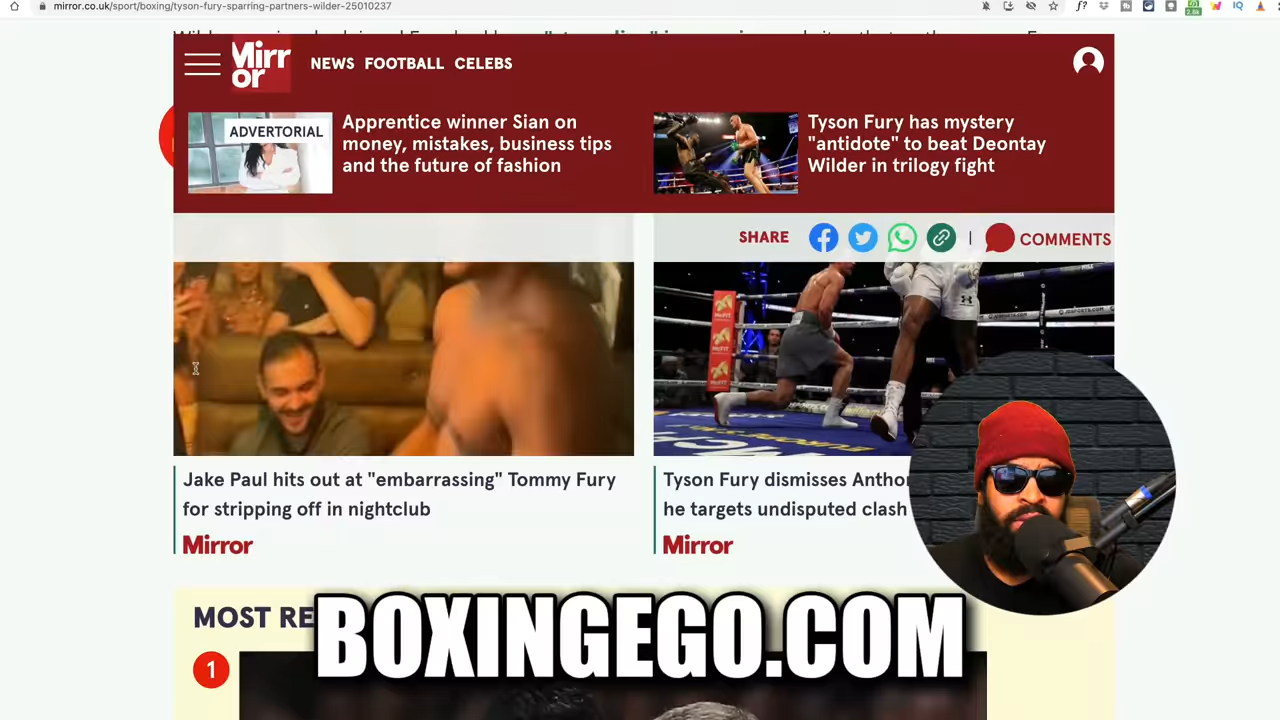 mirror.co.uk/sport/boxing/tyson-fury-sparring-partners-wilder-25010237
Mirr
or
NEWS FOOTBALL CELEBS
ADVERTORIAL
Apprentice winner Sian on
money, mistakes, business tips
and the future of fashion
Tyson Fury has mystery
"antidote" to beat Deontay
Wilder in trilogy fight
SHARE
COMMENTS
Jake Paul hits out at "embarrassing" Tommy Fury
for stripping off in nightclub
Mirror
Tyson Fury dismisses
he targets undisputed clash
Mirror
MOST
BOXINGEGO.COM
1